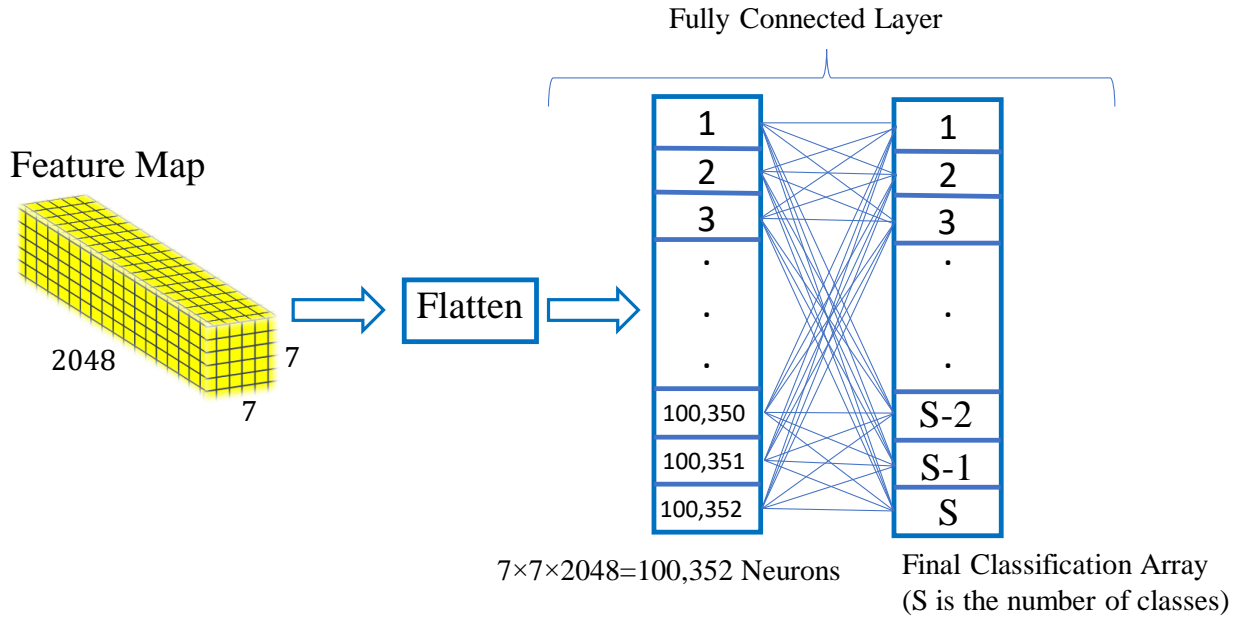 Fully Connected Layer
Feature Map
2048
7
7
Flatten
1
2
3
.
.
.
100,350
100,351
100,352
1
2
3
.
.
.
S-2
S-1
S
7×7×2048=100,352 Neurons
Final Classification Array
(S is the number of classes)